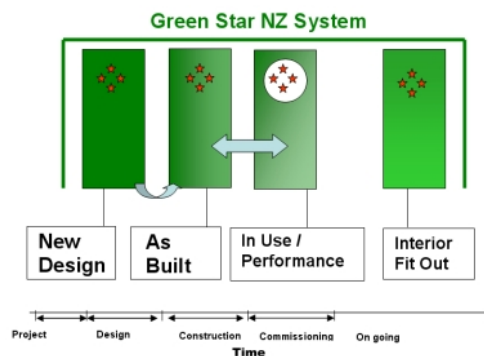 Green Star NZ System
New
Design
As
Built
In Use /
Performance
Interior
Fit Out
Project
Design
Construction
Commissioning
On going
Time